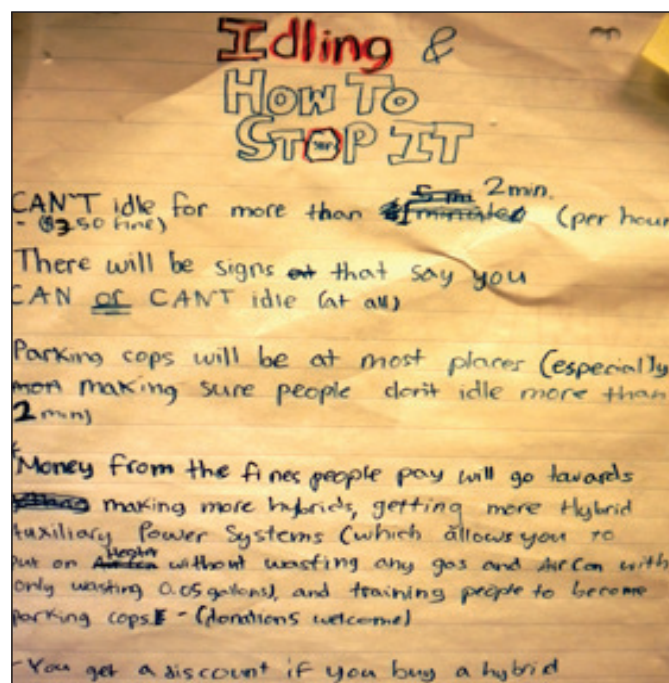 Idling &
HOW TO
STOP IT
CAN'T idle for more than 2min. (per hour
- ($350 fine)
There will be signs that say you
CAN or CAN'T idle (at all)
Parking cops will be at most places (especially
making sure people don't idle more than
2 min)
*Money from the fines people pay will go towards
making more hybrids, getting more Hybrid
Auxiliary Power Systems (which allows you to
put on Heater without wasting any gas and Air Con with
only wasting 0.05 gallons), and training people to become
parking cops - (donations welcome)
- You get a discount if you buy a hybrid